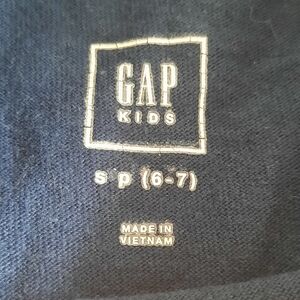 GAP
KIDS
s p (6-7)
MADE IN
VIETNAM